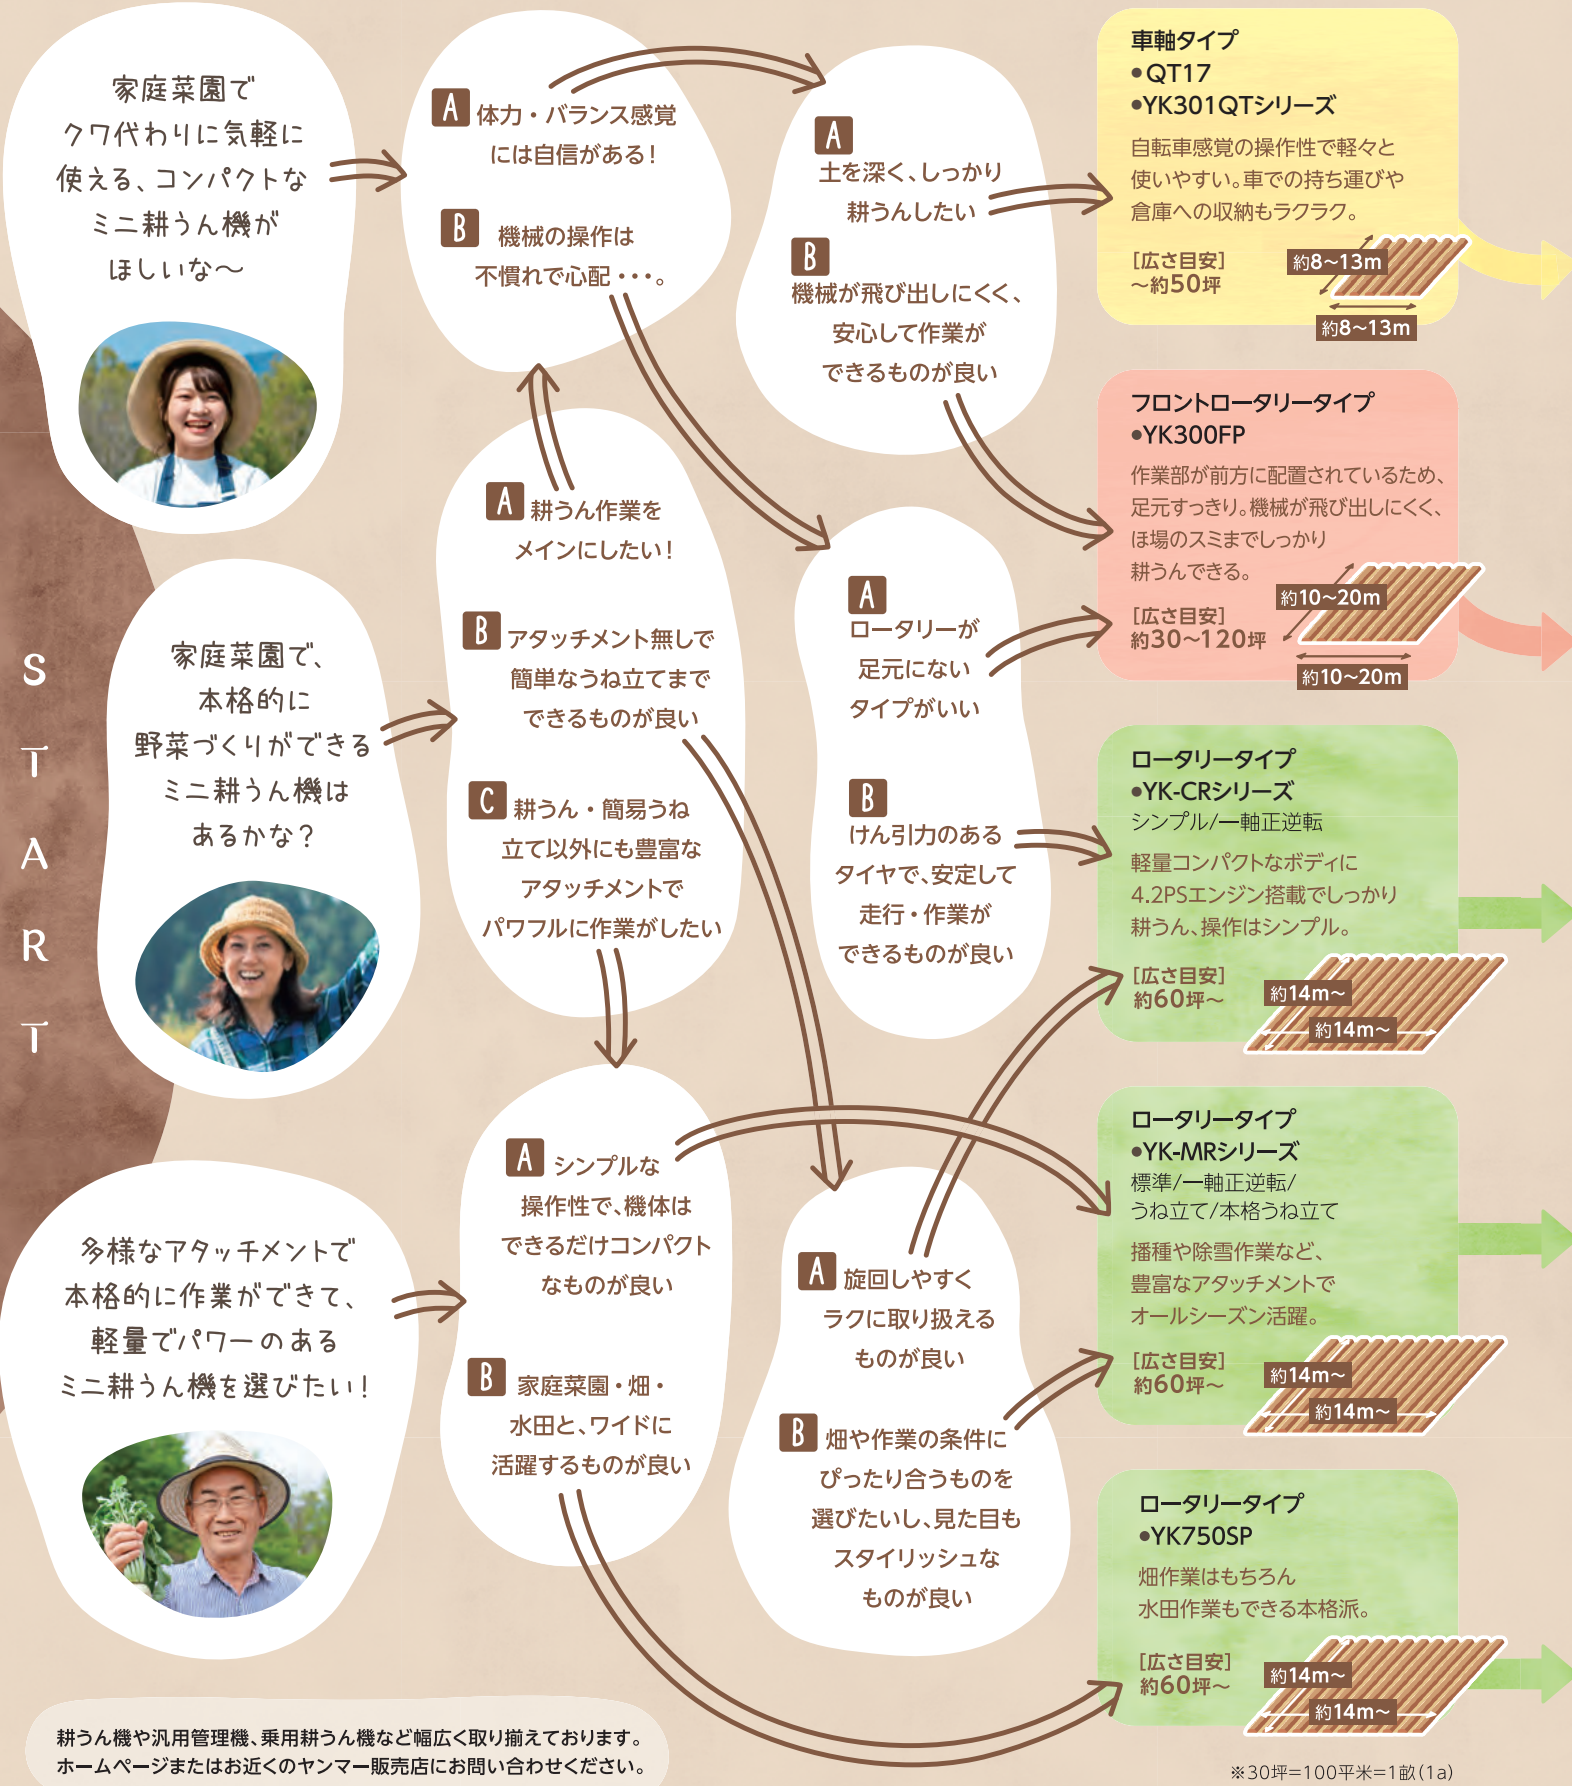 START
家庭菜園で
クワ代わりに気軽に
使える、コンパクトな
ミニ耕うん機が
ほしいな〜
家庭菜園で、
本格的に
野菜づくりができる
ミニ耕うん機は
あるかな？
多様なアタッチメントで
本格的に作業ができて、
軽量でパワーのある
ミニ耕うん機を選びたい！
A 体力・バランス感覚
には自信がある！
B 機械の操作は
不慣れで心配・・・。
A 耕うん作業を
メインにしたい！
B アタッチメント無しで
簡単なうね立てまで
できるものが良い
C 耕うん・簡易うね
立て以外にも豊富な
アタッチメントで
パワフルに作業がしたい
A シンプルな
操作性で、機体は
できるだけコンパクト
なものが良い
B 家庭菜園・畑・
水田と、ワイドに
活躍するものが良い
A
土を深く、しっかり
耕うんしたい
B
機械が飛び出しにくく、
安心して作業が
できるものが良い
A
ロータリーが
足元にない
タイプがいい
B
けん引力のある
タイヤで、安定して
走行・作業が
できるものが良い
A 旋回しやすく
ラクに取り扱える
ものが良い
B 畑や作業の条件に
ぴったり合うものを
選びたいし、見た目も
スタイリッシュな
ものが良い
車軸タイプ
●QT17
●YK301QTシリーズ
自転車感覚の操作性で軽々と
使いやすい。車での持ち運びや
倉庫への収納もラクラク。
[広さ目安]
〜約50坪
約8〜13m
約8〜13m
フロントロータリータイプ
●YK300FP
作業部が前方に配置されているため、
足元すっきり。機械が飛び出しにくく、
ほ場のスミまでしっかり
耕うんできる。
[広さ目安]
約30〜120坪
約10〜20m
約10〜20m
ロータリータイプ
●YK-CRシリーズ
シンプル/一軸正逆転
軽量コンパクトなボディに
4.2PSエンジン搭載でしっかり
耕うん、操作はシンプル。
[広さ目安]
約60坪〜
約14m〜
約14m〜
ロータリータイプ
●YK-MRシリーズ
標準/一軸正逆転/
うね立て/本格うね立て
播種や除雪作業など、
豊富なアタッチメントで
オールシーズン活躍。
[広さ目安]
約60坪〜
約14m〜
約14m〜
ロータリータイプ
●YK750SP
畑作業はもちろん
水田作業もできる本格派。
[広さ目安]
約60坪〜
約14m〜
約14m〜
耕うん機や汎用管理機、乗用耕うん機など幅広く取り揃えております。
ホームページまたはお近くのヤンマー販売店にお問い合わせください。
※30坪=100平米=1畝(1a)